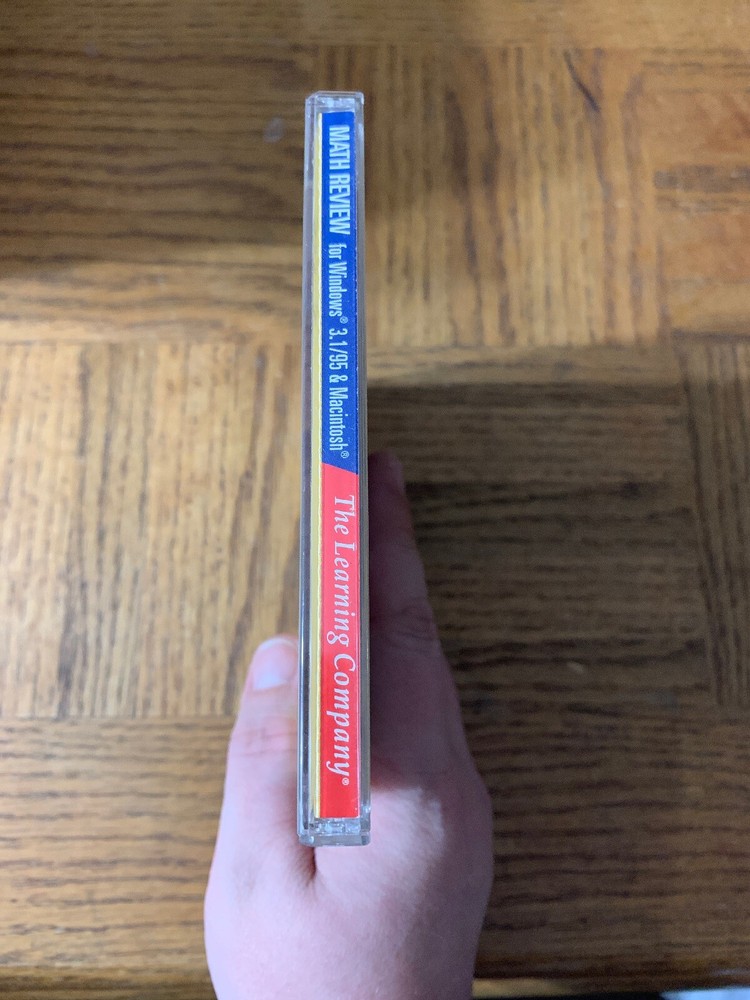 MATH REVIEW for Windows® 3.1/95 & Macintosh® The Learning Company®